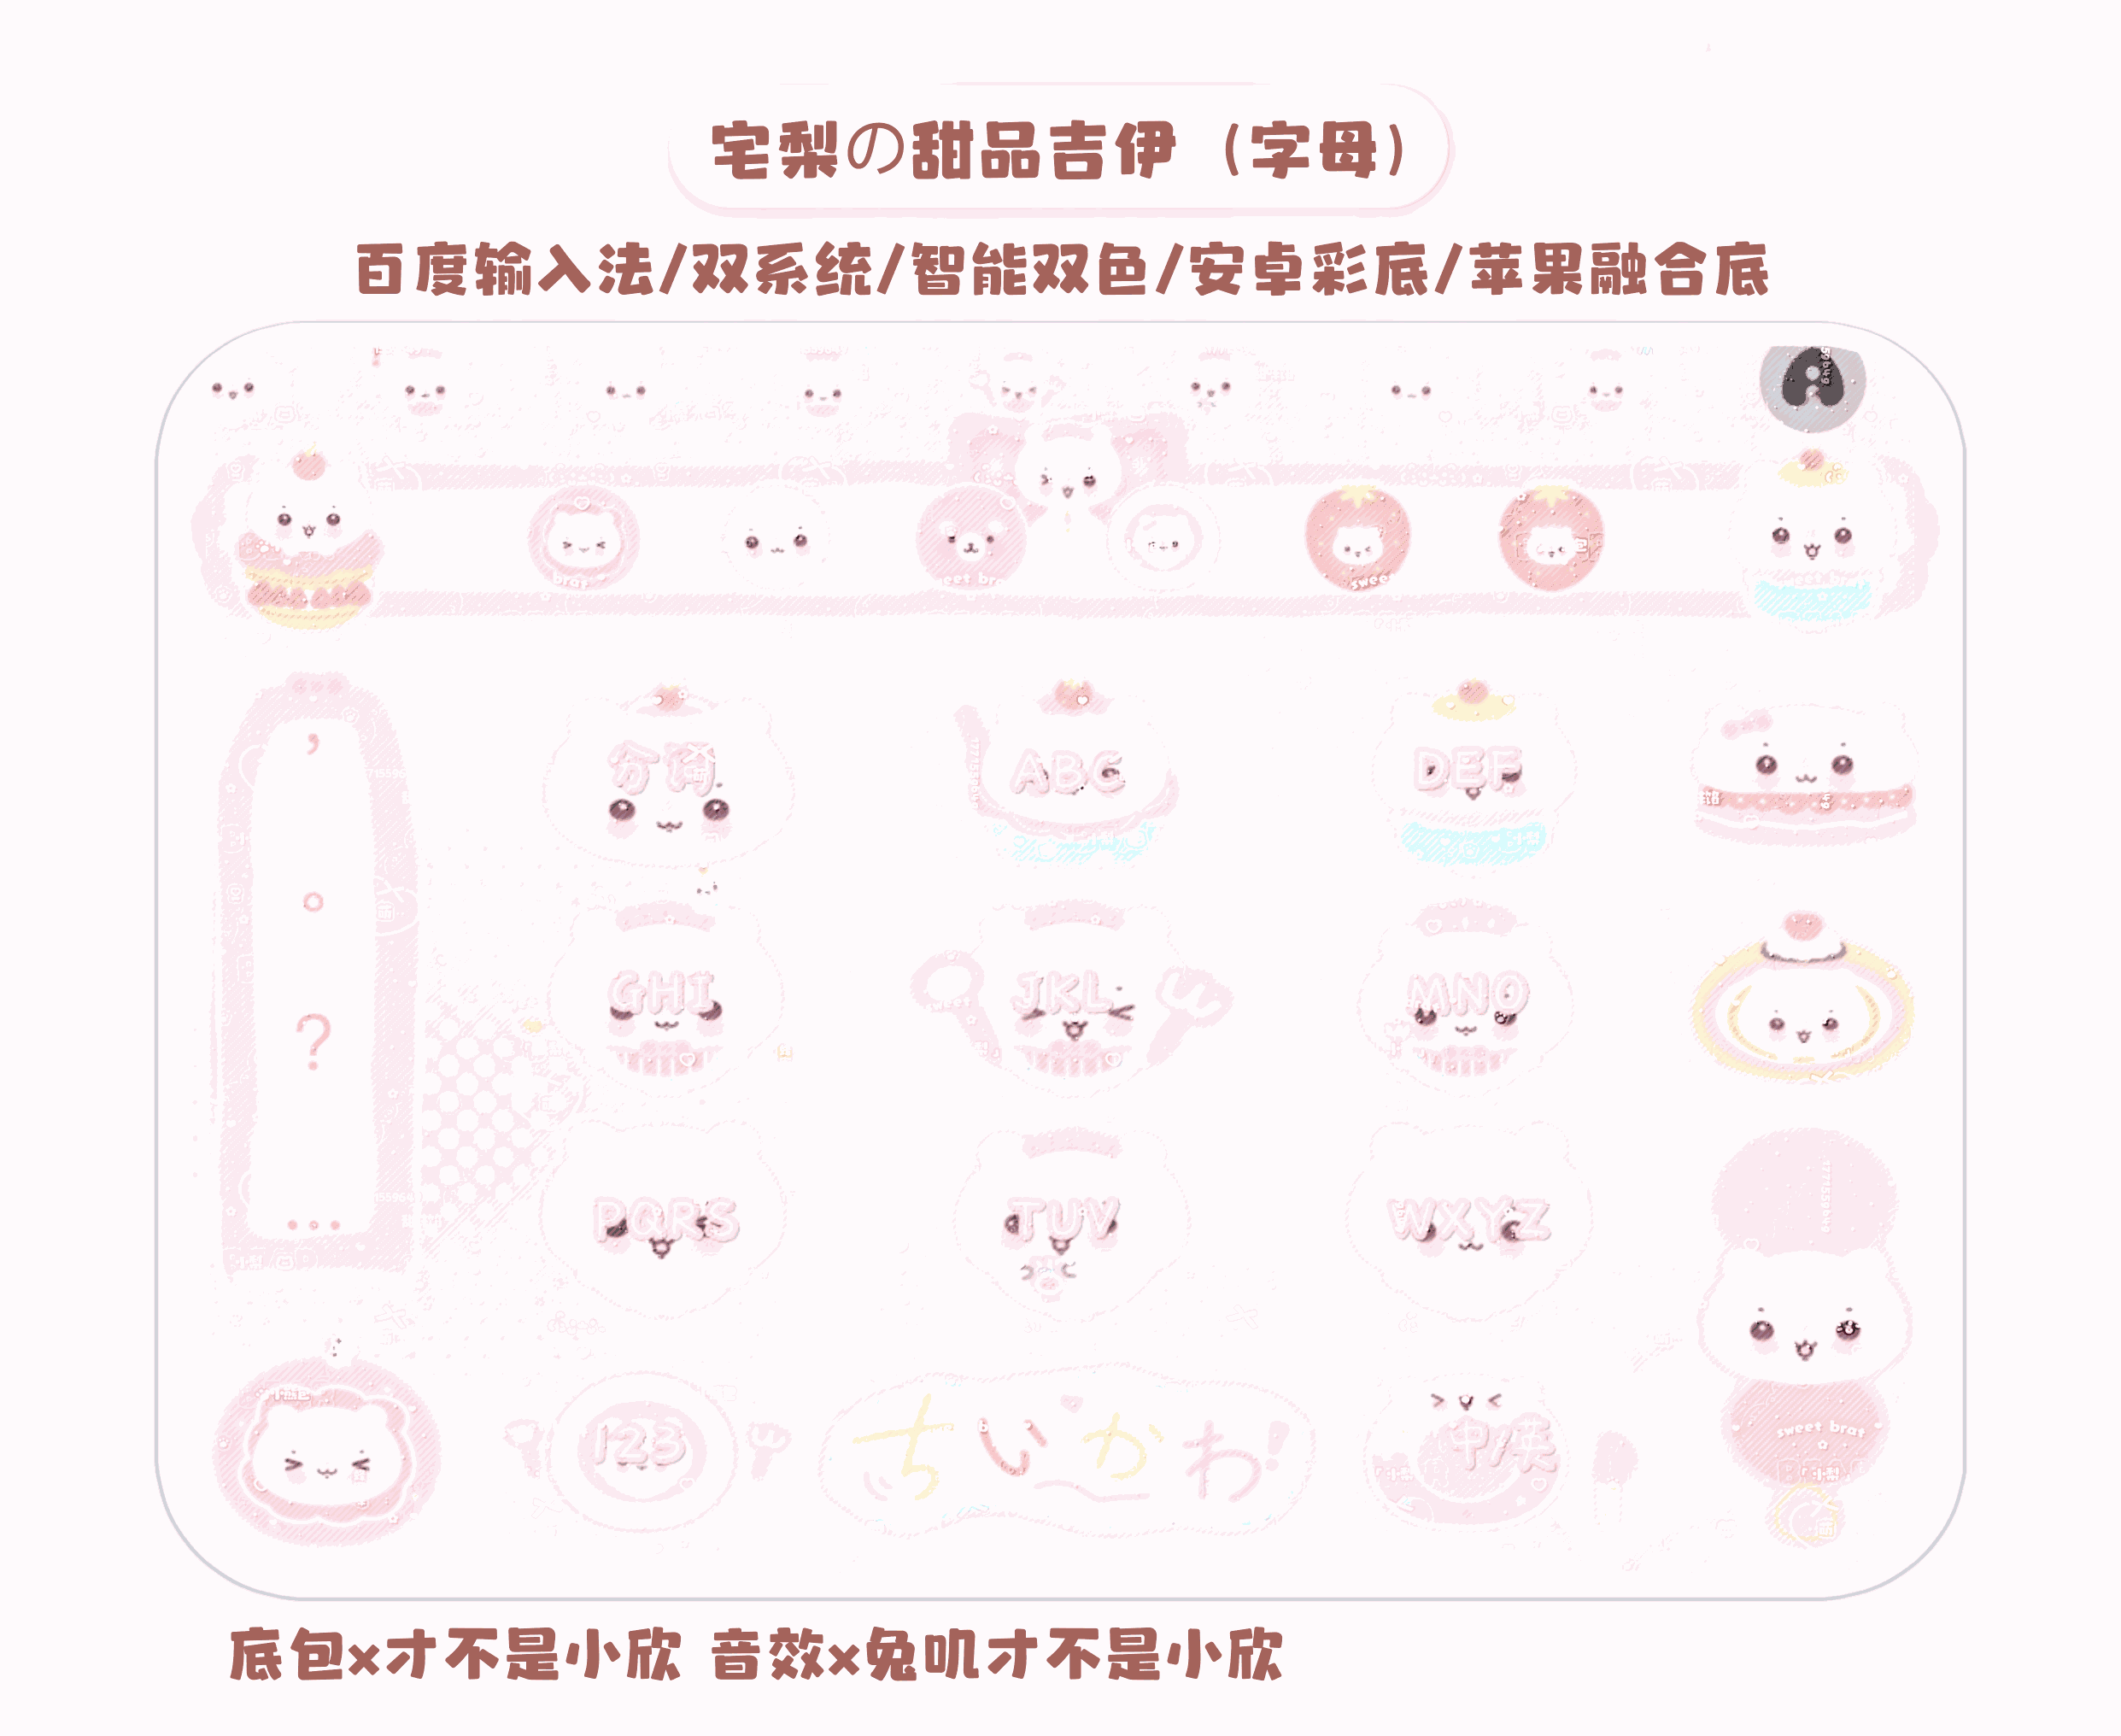 宅梨の甜品吉伊（字母）
百度输入法/双系统/智能双色/安卓彩底/苹果融合底
，
分词 ABC DEF
。
GHI JKL MNO
？
PQRS TUV WXYZ
...
sweet brat
123 ちいかわ! 中/英
底包x才不是小欣 音效x兔叽才不是小欣